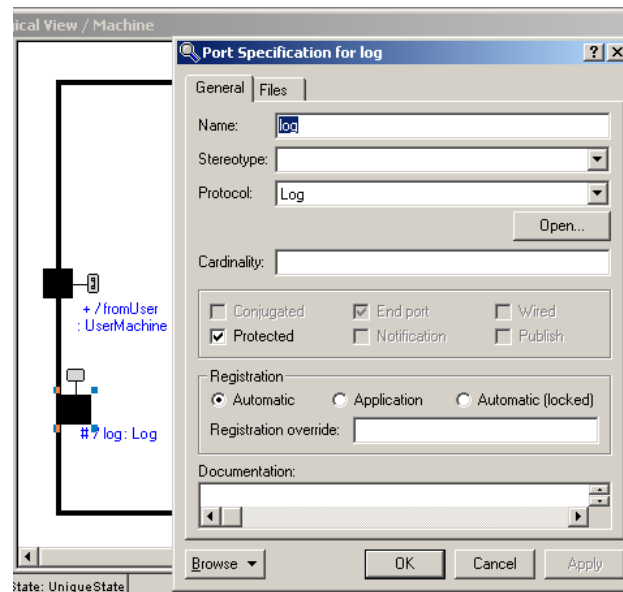 ical View / Machine
Port Specification for log
General
Files
Name:
log
Stereotype:
Protocol:
Log
Open...
Cardinality:
Conjugated
End port
Wired
Protected
Notification
Publish
+ / fromUser
: UserMachine
# / log : Log
Registration
Automatic
Application
Automatic (locked)
Registration override:
Documentation:
Browse
OK
Cancel
Apply
State: UniqueState